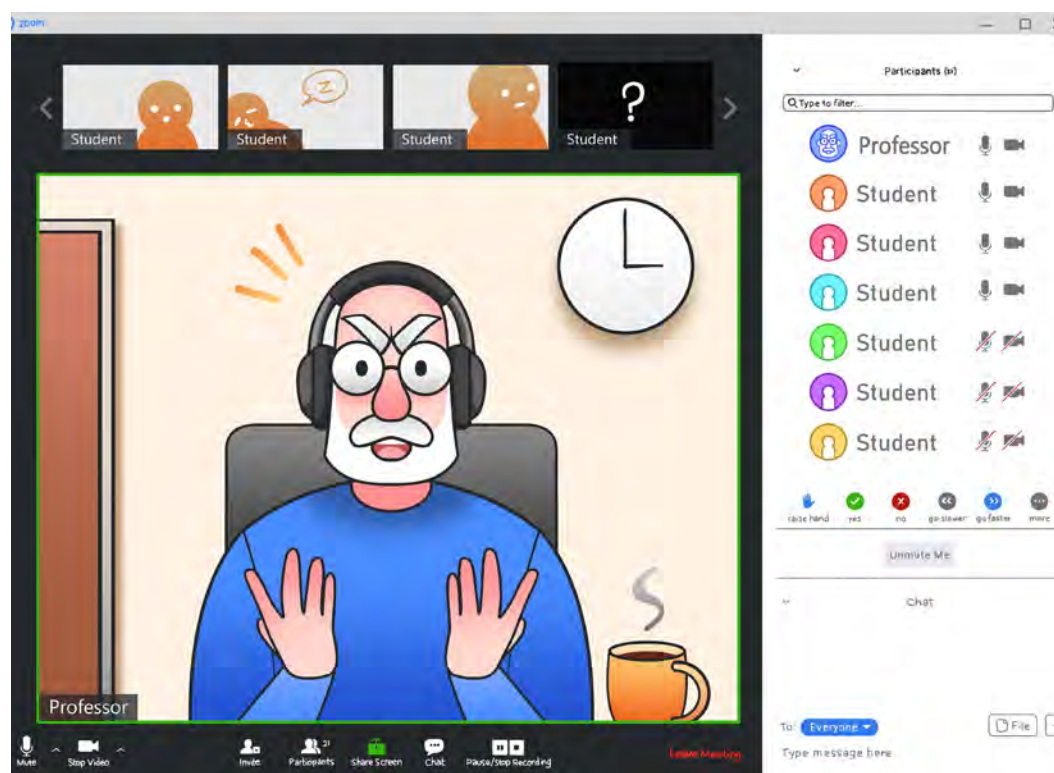 zoom
Student
Student
Student
?
Student
Z
Professor
Mute
Stop Video
Invite
Participants
21
Share Screen
Chat
Pause/Stop Recording
Leave Meeting
Type to filter...
Professor
Student
Student
Student
Student
Student
Student
raise hand
yes
no
go slower
go faster
more
Unmute Me
Chat
To:
Everyone
File
Type message here